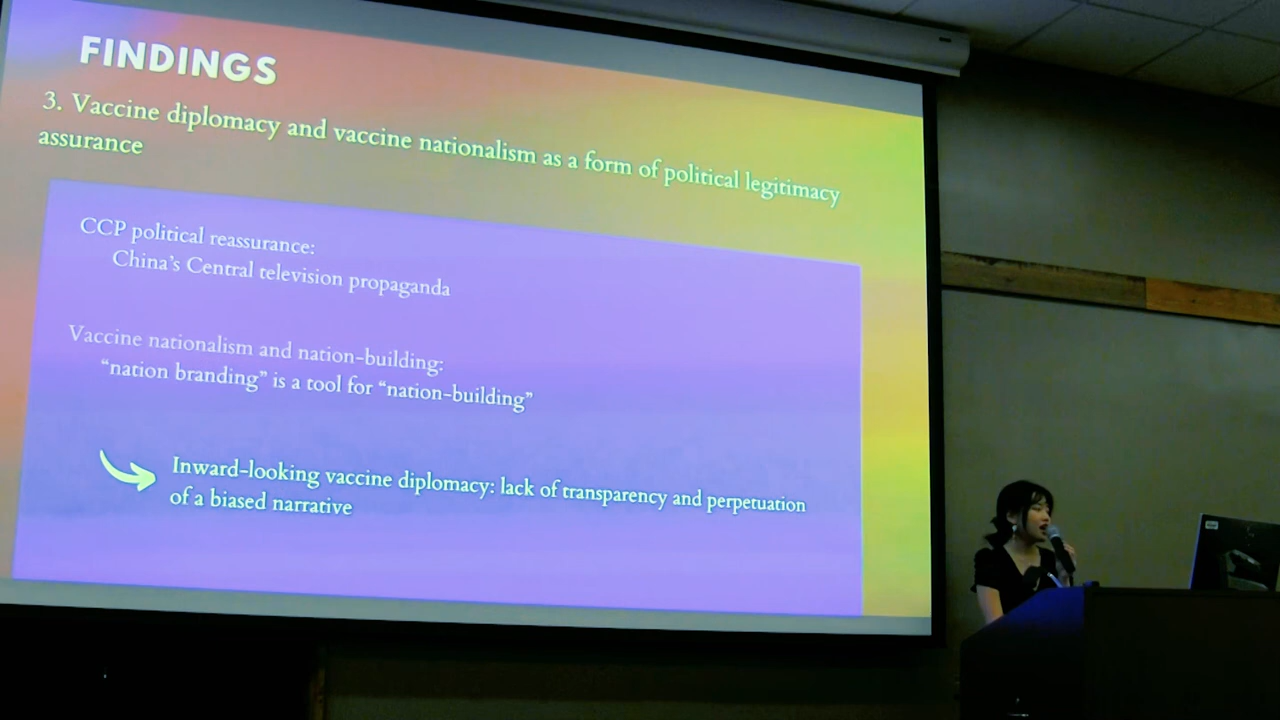 FINDINGS
3. Vaccine diplomacy and vaccine nationalism as a form of political legitimacy
assurance
CCP political reassurance:
China's Central television propaganda
Vaccine nationalism and nation-building:
“nation branding” is a tool for “nation-building”
Inward-looking vaccine diplomacy: lack of transparency and perpetuation
of a biased narrative